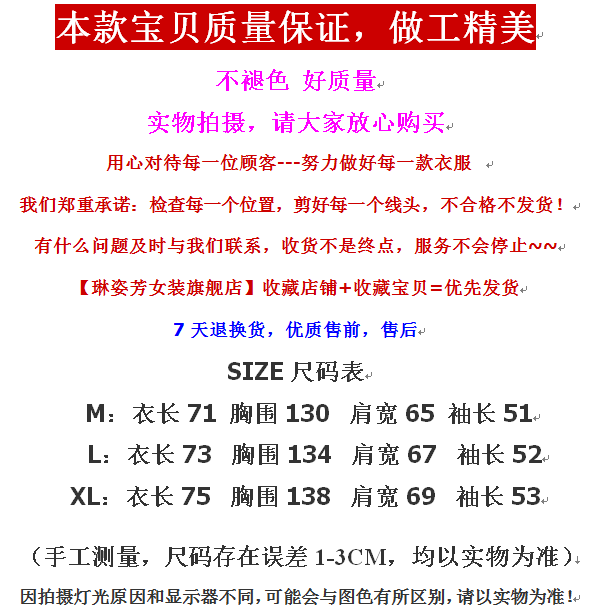 本款宝贝质量保证，做工精美
不褪色 好质量
实物拍摄，请大家放心购买
用心对待每一位顾客---努力做好每一款衣服
我们郑重承诺：检查每一个位置，剪好每一个线头，不合格不发货！
有什么问题及时与我们联系，收货不是终点，服务不会停止~~
【琳姿芳女装旗舰店】收藏店铺+收藏宝贝=优先发货
7 天退换货，优质售前，售后
SIZE 尺码表
M：衣长 71 胸围 130 肩宽 65 袖长 51
L：衣长 73 胸围 134 肩宽 67 袖长 52
XL：衣长 75 胸围 138 肩宽 69 袖长 53
（手工测量，尺码存在误差 1-3CM，均以实物为准）
因拍摄灯光原因和显示器不同，可能会与图色有所区别，请以实物为准！